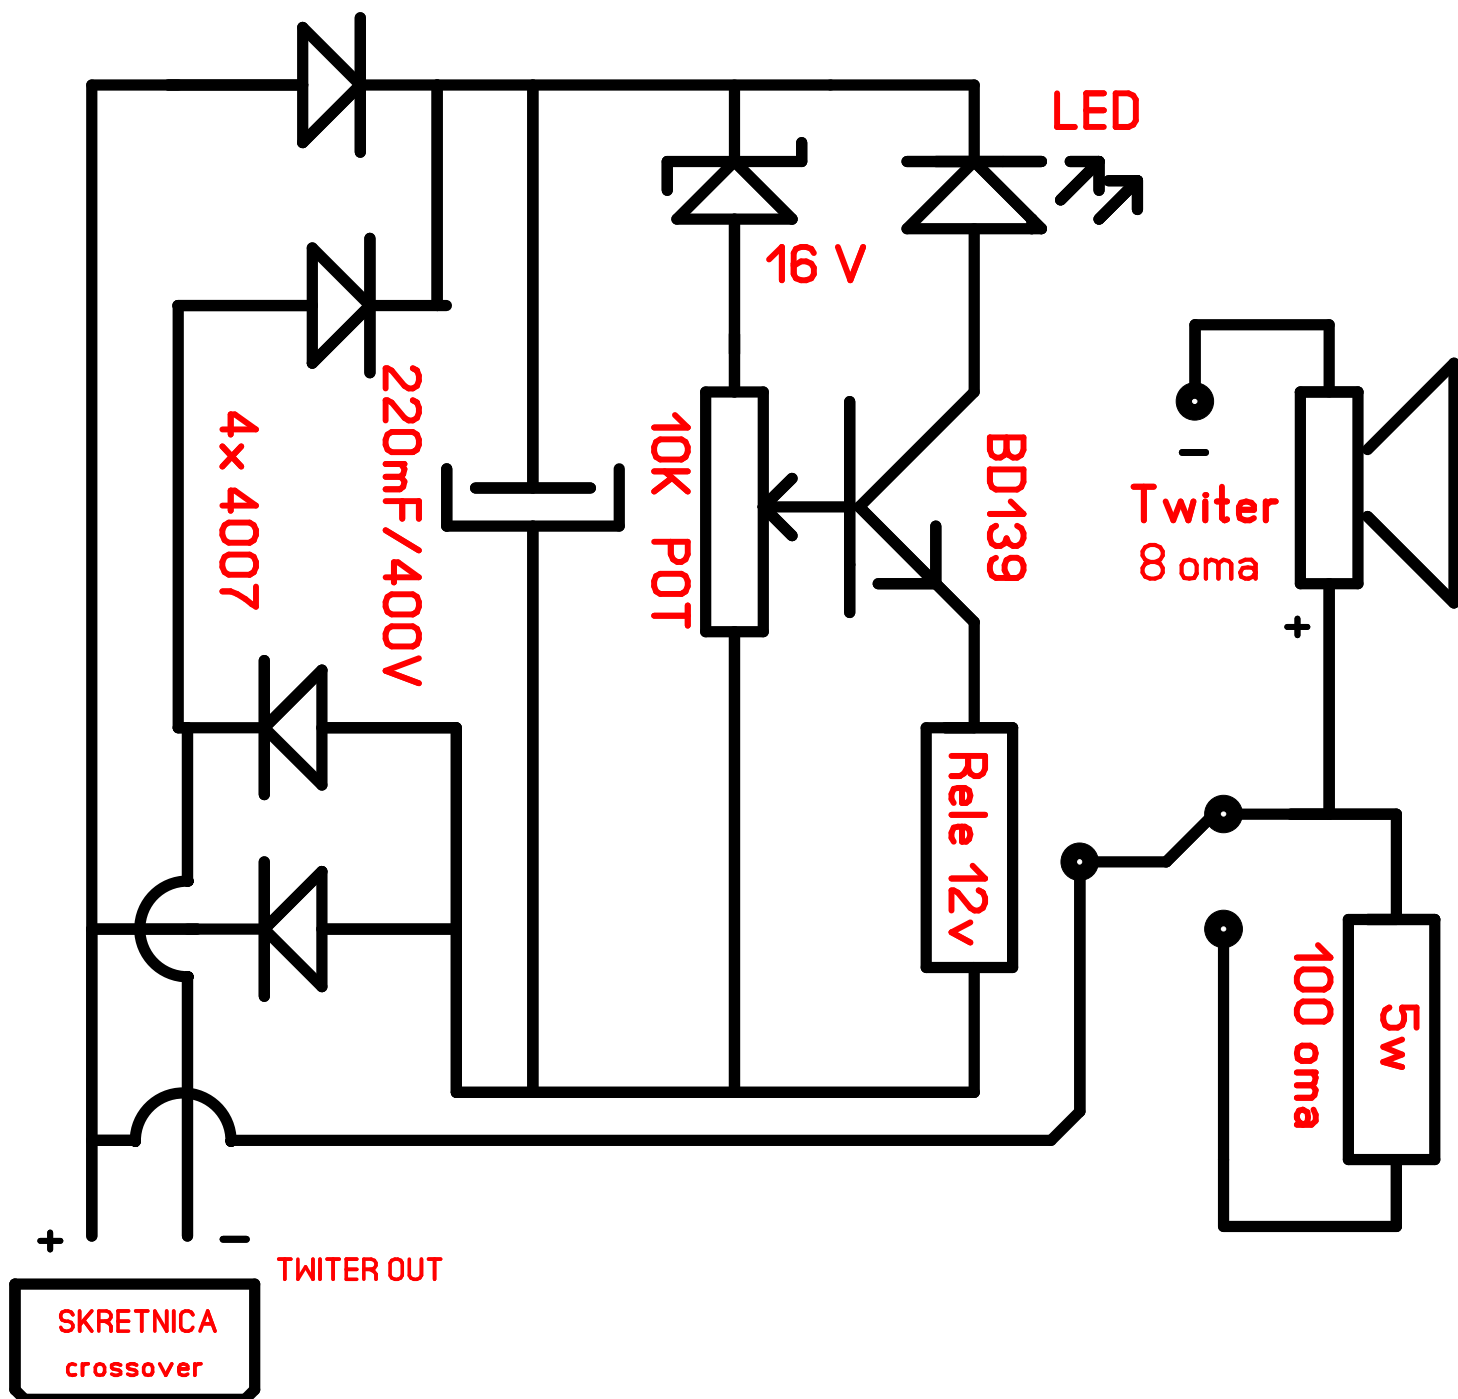 LED
16 V
4x 4007
220mF/400V
10K POT
BD139
−
Twiter
8 oma
+
Rele 12v
100 oma
5w
+
−
TWITER OUT
SKRETNICA
crossover